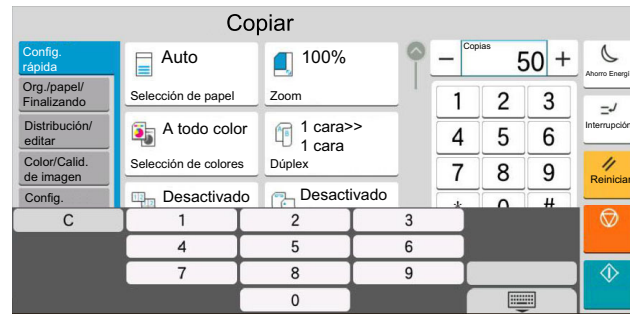 Copiar
Config.
rápida
Org./papel/
Finalizando
Distribución/
editar
Color/Calid.
de imagen
Config.
Auto
Selección de papel
100%
Zoom
A todo color
Selección de colores
1 cara>>
1 cara
Dúplex
Desactivado
Desactivado
Copias
− 50 +
1 2 3
4 5 6
7 8 9
* 0 #
Ahorro Energí
Interrupción
Reiniciar
C 1 2 3
4 5 6
7 8 9
0